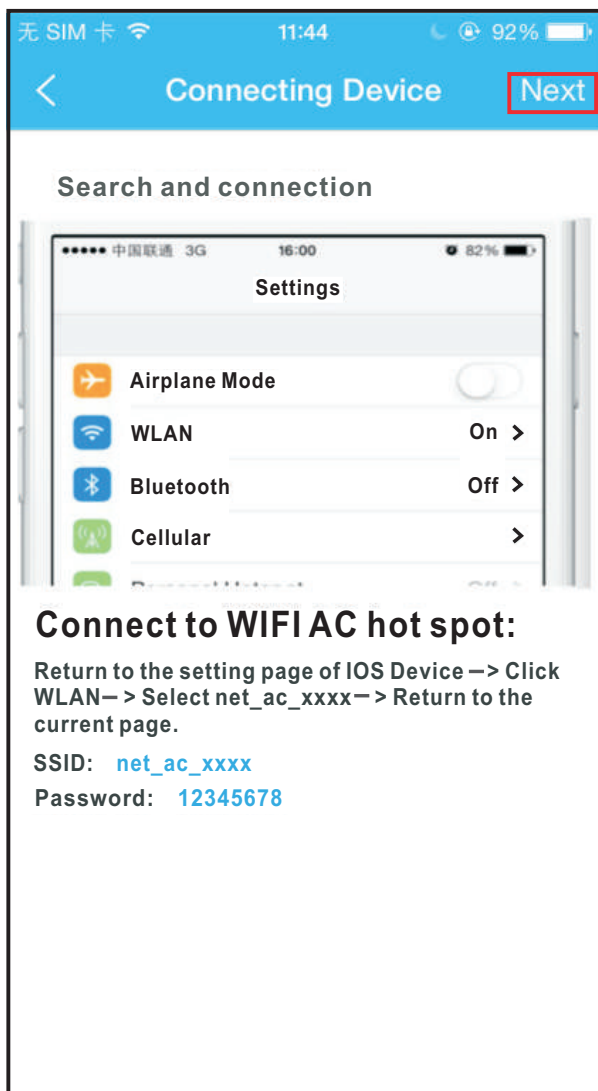 无 SIM 卡 11:44 92%
Connecting Device Next
Search and connection
中国联通 3G 16:00 82%
Settings
Airplane Mode
WLAN On
Bluetooth Off
Cellular
Connect to WIFI AC hot spot:
Return to the setting page of IOS Device —> Click
WLAN— > Select net_ac_xxxx— > Return to the
current page.
SSID: net_ac_xxxx
Password: 12345678